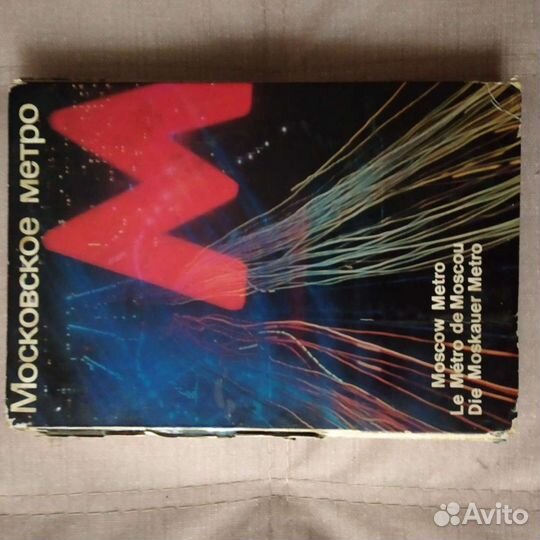 Московское метро
Moscow Metro
Le Métro de Moscou
Die Moskauer Metro
Avito